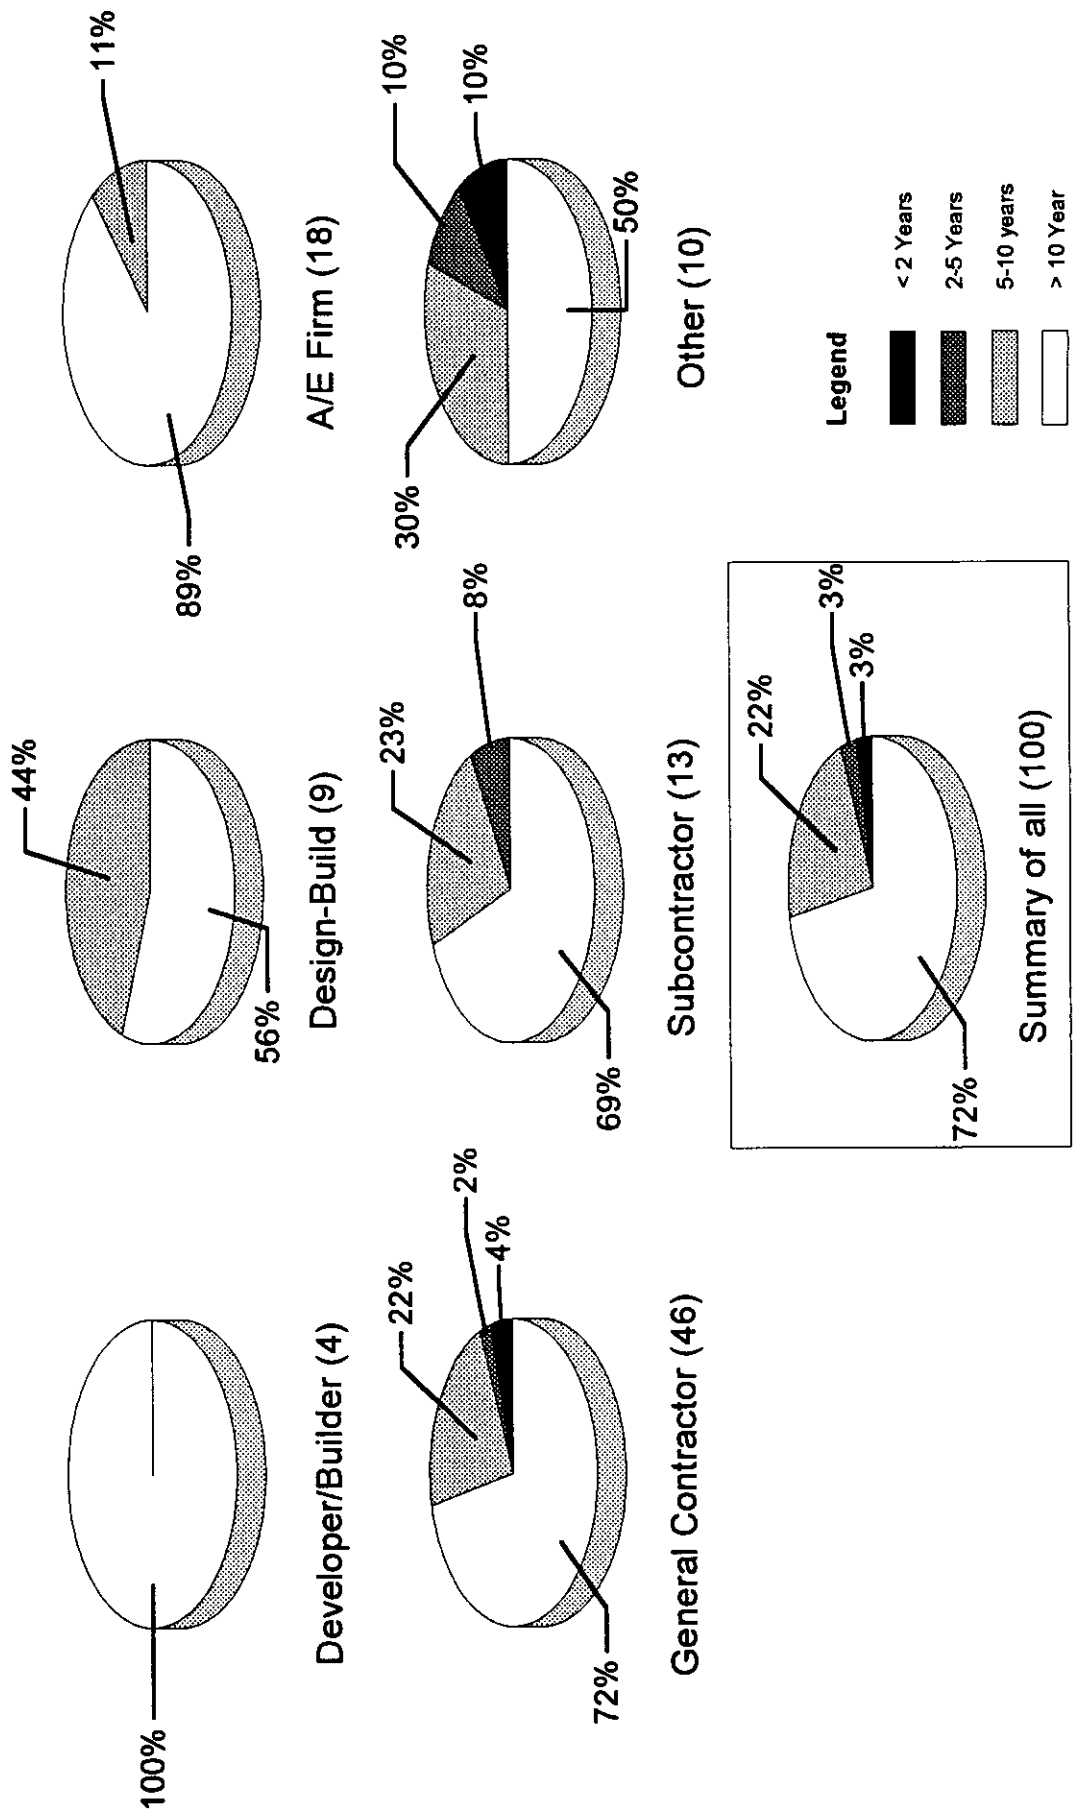 100%
Developer/Builder (4)
44%
56%
Design-Build (9)
11%
89%
A/E Firm (18)
22%
2%
4%
72%
General Contractor (46)
23%
8%
69%
Subcontractor (13)
10%
10%
30%
50%
Other (10)
22%
3%
3%
72%
Summary of all (100)
Legend
< 2 Years
2-5 Years
5-10 years
> 10 Year